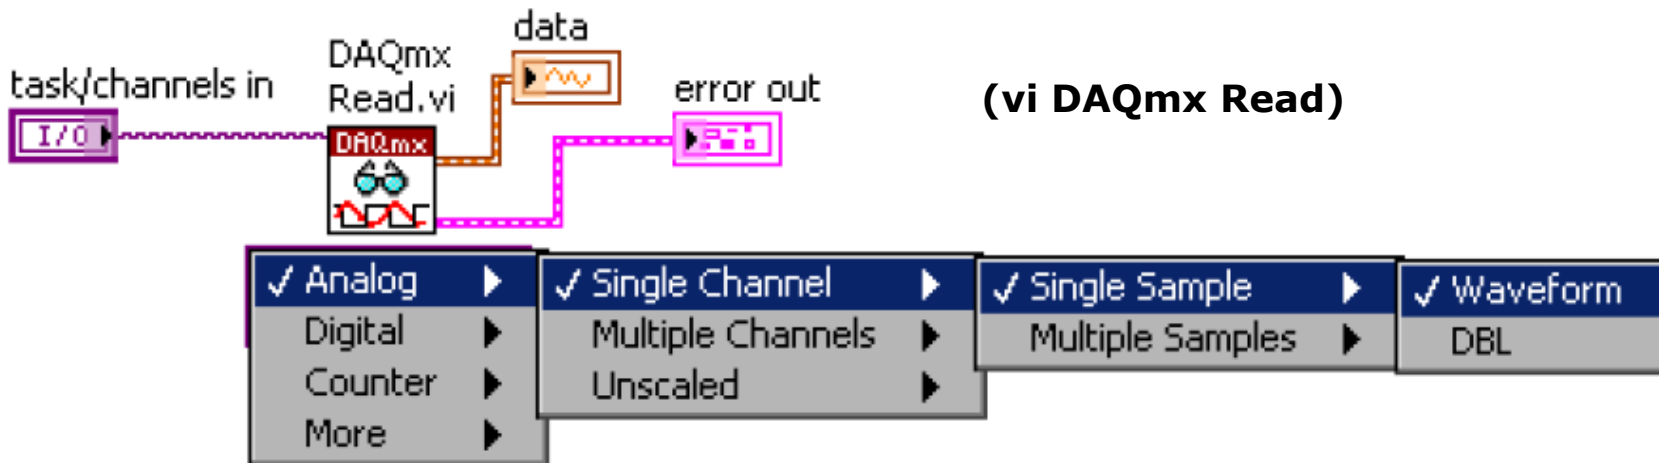 data
DAQmx
Read.vi
task/channels in
error out
(vi DAQmx Read)
I/O
DAQmx
✓ Analog
Digital
Counter
More
✓ Single Channel
Multiple Channels
Unscaled
✓ Single Sample
Multiple Samples
✓ Waveform
DBL